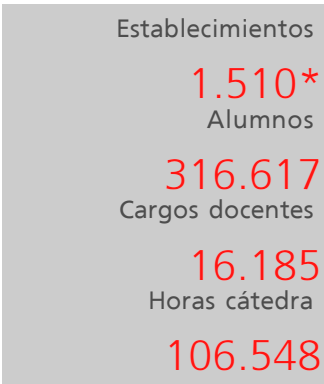 Establecimientos
1.510*
Alumnos
316.617
Cargos docentes
16.185
Horas cátedra
106.548